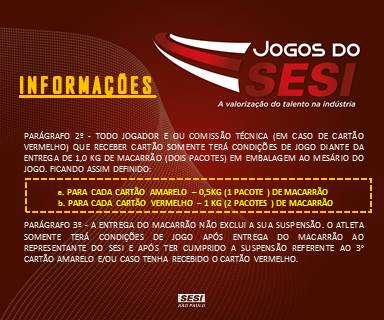 JOGOS DO
SESI
A valorização do talento na indústria
INFORMAÇÕES
PARÁGRAFO 2º - TODO JOGADOR E OU COMISSÃO TÉCNICA (EM CASO DE CARTÃO
VERMELHO) QUE RECEBER CARTÃO SOMENTE TERÁ CONDIÇÕES DE JOGO DIANTE DA
ENTREGA DE 1,0 KG DE MACARRÃO (DOIS PACOTES) EM EMBALAGEM AO MESÁRIO DO
JOGO. FICANDO ASSIM DEFINIDO:
a. PARA CADA CARTÃO AMARELO – 0,5KG (1 PACOTE ) DE MACARRÃO
b. PARA CADA CARTÃO VERMELHO – 1 KG (2 PACOTES ) DE MACARRÃO
PARÁGRAFO 3º - A ENTREGA DO MACARRÃO NÃO EXCLUI A SUA SUSPENSÃO. O ATLETA
SOMENTE TERÁ CONDIÇÕES DE JOGO APÓS ENTREGA DO MACARRÃO AO
REPRESENTANTE DO SESI E APÓS TER CUMPRIDO A SUSPENSÃO REFERENTE AO 3º
CARTÃO AMARELO E/OU CASO TENHA RECEBIDO O CARTÃO VERMELHO.
SESI
SÃO PAULO